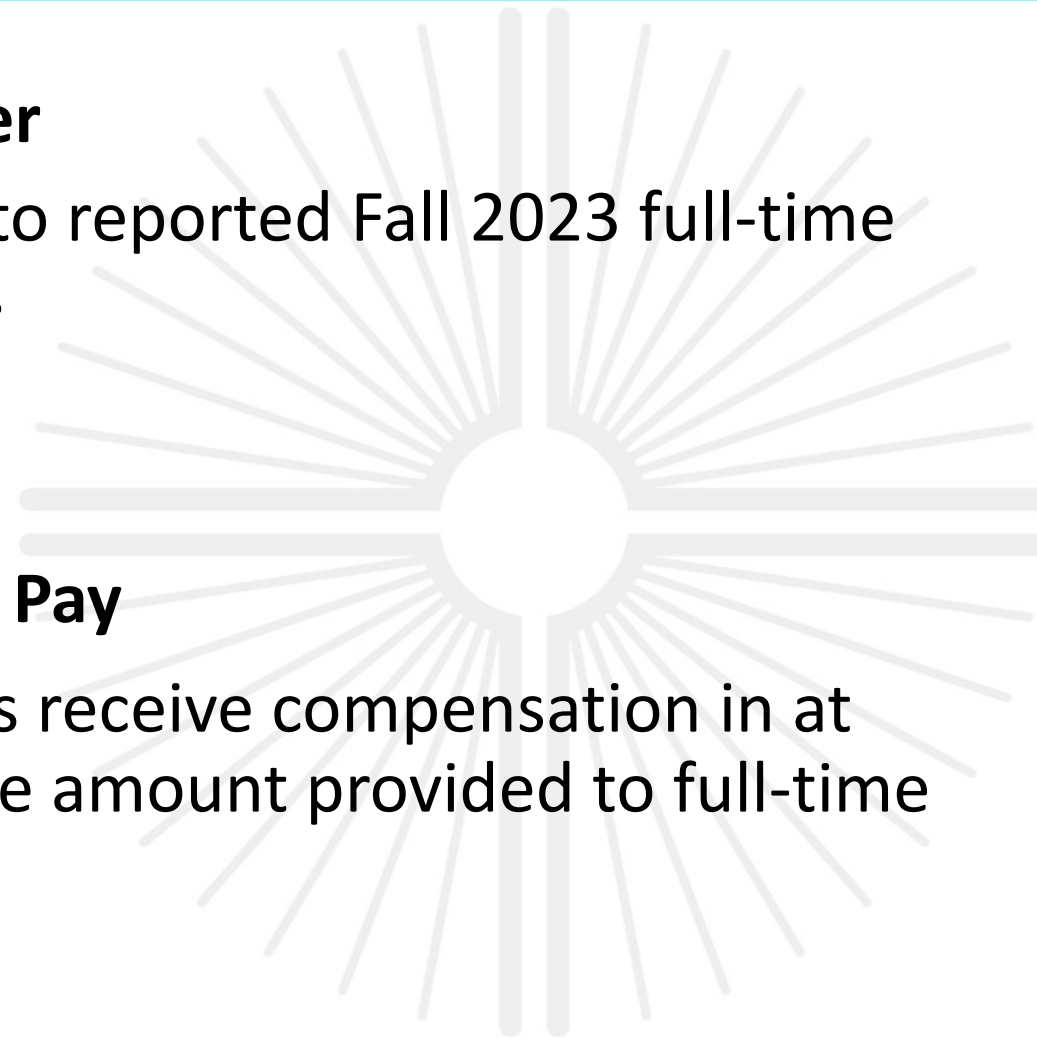 er
to reported Fall 2023 full-time
.
Pay
s receive compensation in at
e amount provided to full-time